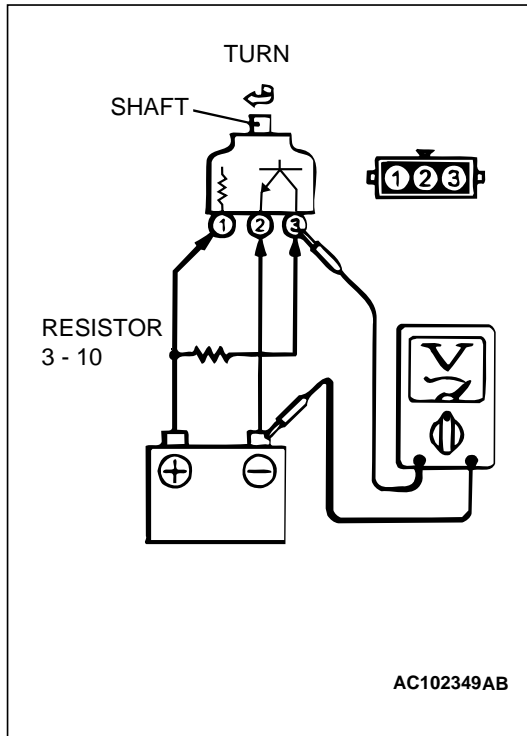 TURN
SHAFT
1 2 3
1 2 3
RESISTOR
3 - 10
V
+ −
AC102349AB